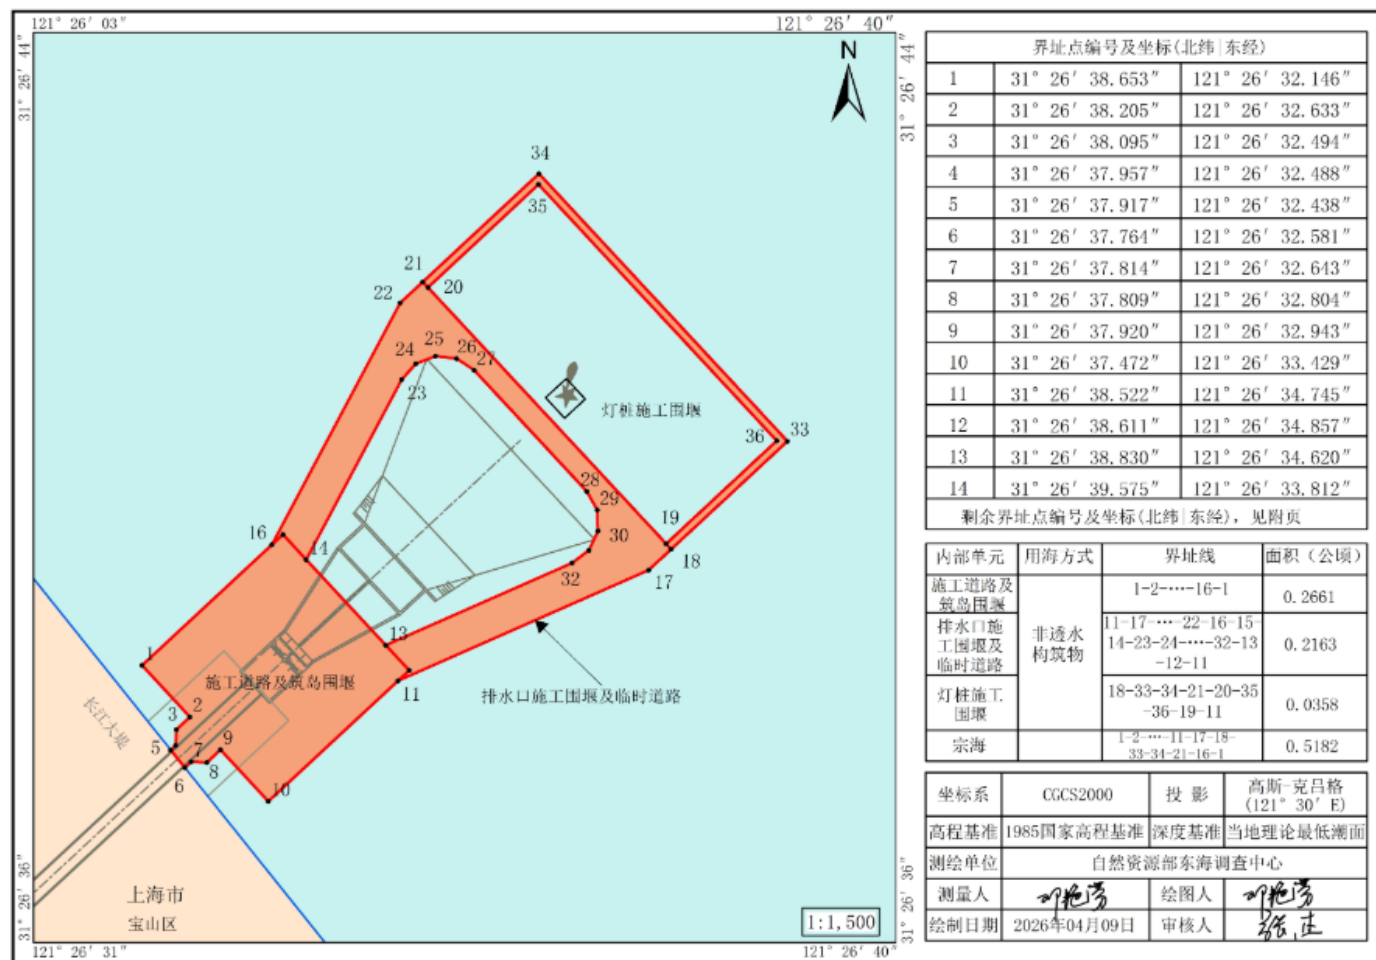 121° 26′ 03″
121° 26′ 40″
31° 26′ 44″
31° 26′ 44″
N
34
35
21
20
22
25
26
24
27
23
灯桩施工围堰
36
33
28
29
30
19
18
16
14
32
17
13
1
施工道路及筑岛围堰
11
排水口施工围堰及临时道路
2
3
长江大堤
5
7
9
8
6
10
上海市
宝山区
1:1,500
31° 26′ 36″
31° 26′ 36″
121° 26′ 31″
121° 26′ 40″
界址点编号及坐标(北纬|东经)
1 31° 26′ 38.653″ 121° 26′ 32.146″
2 31° 26′ 38.205″ 121° 26′ 32.633″
3 31° 26′ 38.095″ 121° 26′ 32.494″
4 31° 26′ 37.957″ 121° 26′ 32.488″
5 31° 26′ 37.917″ 121° 26′ 32.438″
6 31° 26′ 37.764″ 121° 26′ 32.581″
7 31° 26′ 37.814″ 121° 26′ 32.643″
8 31° 26′ 37.809″ 121° 26′ 32.804″
9 31° 26′ 37.920″ 121° 26′ 32.943″
10 31° 26′ 37.472″ 121° 26′ 33.429″
11 31° 26′ 38.522″ 121° 26′ 34.745″
12 31° 26′ 38.611″ 121° 26′ 34.857″
13 31° 26′ 38.830″ 121° 26′ 34.620″
14 31° 26′ 39.575″ 121° 26′ 33.812″
剩余界址点编号及坐标(北纬|东经)，见附页
内部单元 用海方式 界址线 面积（公顷）
施工道路及
筑岛围堰
1-2-…-16-1 0.2661
非透水
构筑物
排水口施
工围堰及
临时道路
11-17-…-22-16-15-
14-23-24-…-32-13
-12-11
0.2163
灯桩施工
围堰
18-33-34-21-20-35
-36-19-11
0.0358
宗海
1-2-…-11-17-18-
33-34-21-16-1
0.5182
坐标系 CGCS2000 投 影 高斯-克吕格
(121° 30′ E)
高程基准 1985国家高程基准 深度基准 当地理论最低潮面
测绘单位 自然资源部东海调查中心
测量人 绘图人
绘制日期 2026年04月09日 审核人